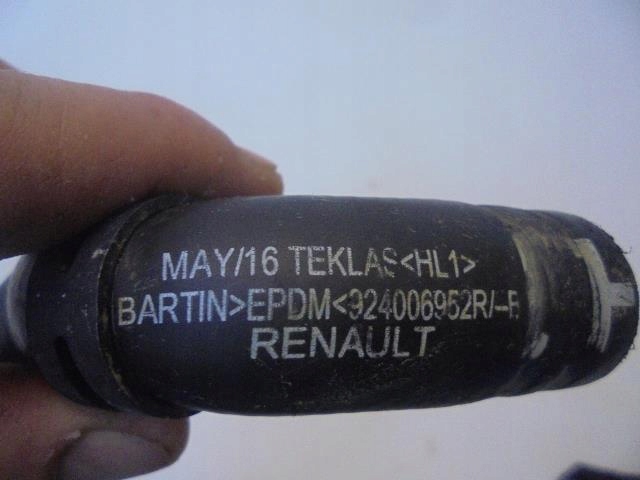 MAY/16 TEKLAS<HL1>
BARTIN>EPDM<924006952R/-
RENAULT